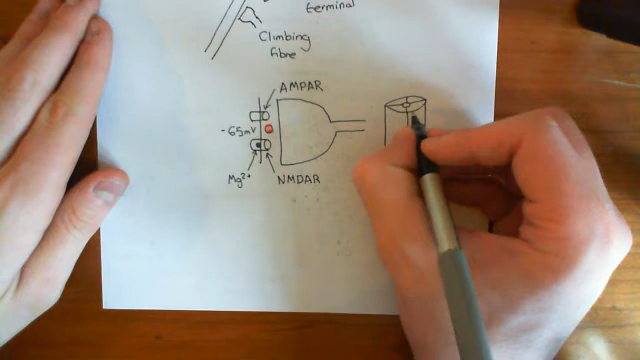 terminal
Climbing
fibre
AMPAR
-65mV
Mg²⁺
NMDAR